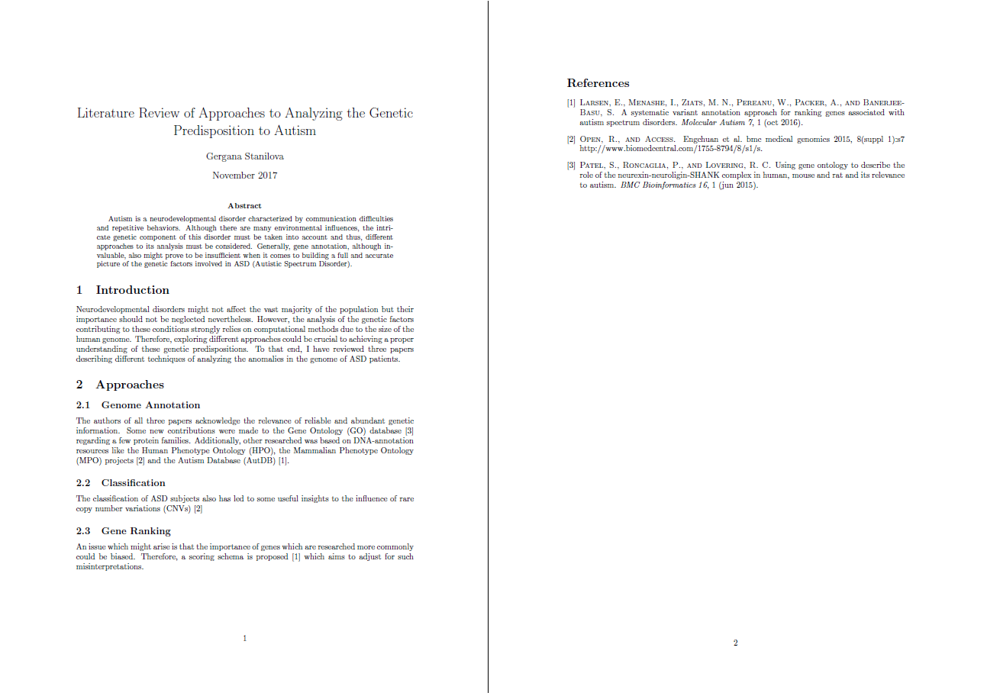 Literature Review of Approaches to Analyzing the Genetic
Predisposition to Autism
Gergana Stanilova
November 2017
Abstract
Autism is a neurodevelopmental disorder characterized by communication difficulties
and repetitive behaviors. Although there are many environmental influences, the intri-
cate genetic component of this disorder must be taken into account and thus, different
approaches to its analysis must be considered. Generally, gene annotation, although in-
valuable, also might prove to be insufficient when it comes to building a full and accurate
picture of the genetic factors involved in ASD (Autistic Spectrum Disorder).
1 Introduction
Neurodevelopmental disorders might not affect the vast majority of the population but their
importance should not be neglected nevertheless. However, the analysis of the genetic factors
contributing to these conditions strongly relies on computational methods due to the size of the
human genome. Therefore, exploring different approaches could be crucial to achieving a proper
understanding of these genetic predispositions. To that end, I have reviewed three papers
describing different techniques of analyzing the anomalies in the genome of ASD patients.
2 Approaches
2.1 Genome Annotation
The authors of all three papers acknowledge the relevance of reliable and abundant genetic
information. Some new contributions were made to the Gene Ontology (GO) database [3]
regarding a few protein families. Additionally, other researched was based on DNA-annotation
resources like the Human Phenotype Ontology (HPO), the Mammalian Phenotype Ontology
(MPO) projects [2] and the Autism Database (AutDB) [1].
2.2 Classification
The classification of ASD subjects also has led to some useful insights to the influence of rare
copy number variations (CNVs) [2]
2.3 Gene Ranking
An issue which might arise is that the importance of genes which are researched more commonly
could be biased. Therefore, a scoring schema is proposed [1] which aims to adjust for such
misinterpretations.
1
References
[1] Larsen, E., Menashe, I., Ziats, M. N., Pereanu, W., Packer, A., and Banerjee-
Basu, S. A systematic variant annotation approach for ranking genes associated with
autism spectrum disorders. Molecular Autism 7, 1 (oct 2016).
[2] Open, R., and Access. Engchuan et al. bmc medical genomics 2015, 8(suppl 1):s7
http://www.biomedcentral.com/1755-8794/8/s1/s.
[3] Patel, S., Roncaglia, P., and Lovering, R. C. Using gene ontology to describe the
role of the neurexin-neuroligin-SHANK complex in human, mouse and rat and its relevance
to autism. BMC Bioinformatics 16, 1 (jun 2015).
2